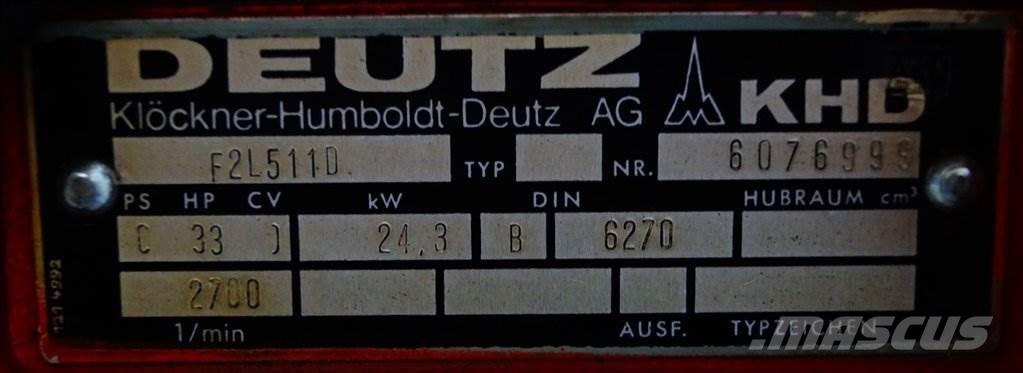 DEUTZ
Klöckner-Humboldt-Deutz AG KHD
F2L511D TYP NR. 6076999
PS HP CV kW DIN HUBRAUM cm³
( 33 ) 24,3 B 6270
2700
1/min AUSF. TYPZEICHEN
MASCUS